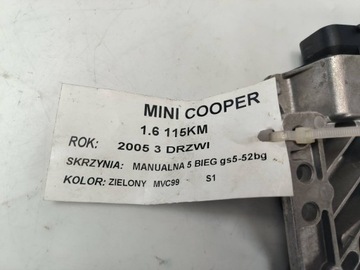 MINI COOPER
1.6 115KM
ROK: 2005 3 DRZWI
SKRZYNIA: MANUALNA 5 BIEG gs5-52bg
KOLOR: ZIELONY MVC99 S1